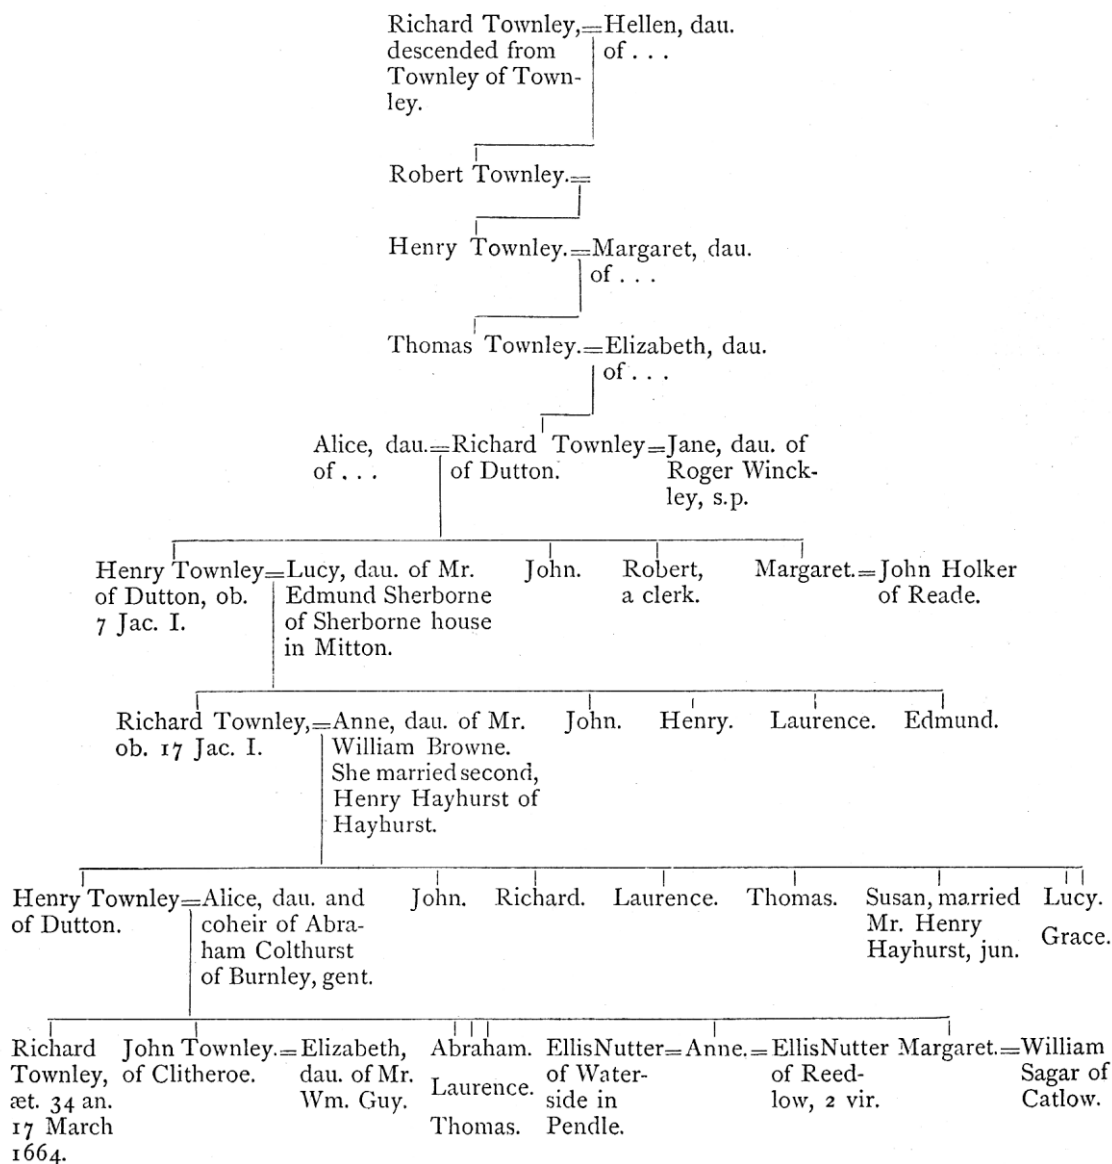 Richard Townley,=Hellen, dau.
descended from of . . .
Townley of Town-
ley.
Robert Townley.=
Henry Townley.=Margaret, dau.
of . . .
Thomas Townley.=Elizabeth, dau.
of . . .
Alice, dau.=Richard Townley=Jane, dau. of
of . . . of Dutton. Roger Winck-
ley, s.p.
Henry Townley=Lucy, dau. of Mr. John. Robert, Margaret.=John Holker
of Dutton, ob. Edmund Sherborne a clerk. of Reade.
7 Jac. I. of Sherborne house
in Mitton.
Richard Townley,=Anne, dau. of Mr. John. Henry. Laurence. Edmund.
ob. 17 Jac. I. William Browne.
She married second,
Henry Hayhurst of
Hayhurst.
Henry Townley=Alice, dau. and John. Richard. Laurence. Thomas. Susan, married Lucy.
of Dutton. coheir of Abra- Mr. Henry Grace.
ham Colthurst Hayhurst, jun.
of Burnley, gent.
Richard John Townley.=Elizabeth, Abraham. Ellis Nutter=Anne.=Ellis Nutter Margaret.=William
Townley, of Clitheroe. dau. of Mr. Laurence. of Water- of Reed- Sagar of
æt. 34 an. Wm. Guy. side in low, 2 vir. Catlow.
17 March Thomas. Pendle.
1664.